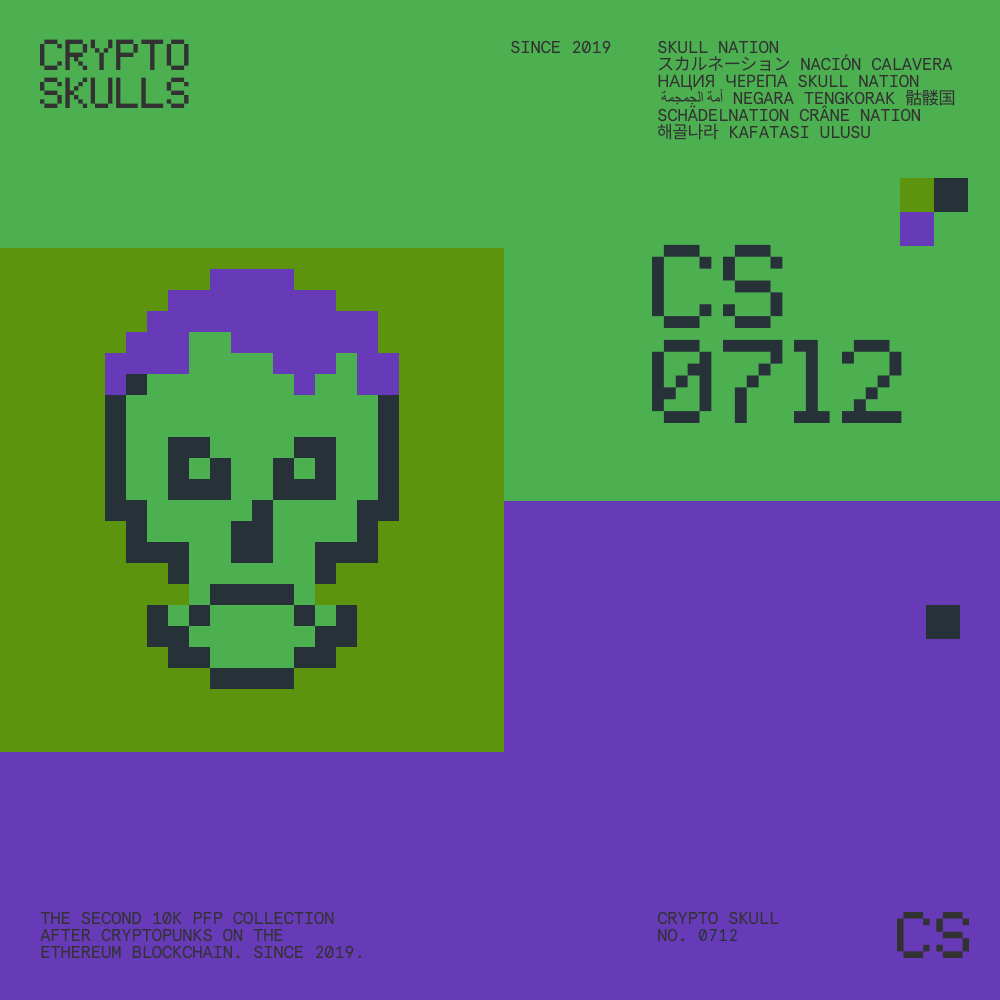 CRYPTO
SKULLS
SINCE 2019
SKULL NATION
スカルネーション NACIÓN CALAVERA
НАЦИЯ ЧЕРЕПА SKULL NATION
أمة الجمجمة NEGARA TENGKORAK 骷髅国
SCHÄDELNATION CRÂNE NATION
해골나라 KAFATASI ULUSU
CS
0712
THE SECOND 10K PFP COLLECTION
AFTER CRYPTOPUNKS ON THE
ETHEREUM BLOCKCHAIN. SINCE 2019.
CRYPTO SKULL
NO. 0712
CS